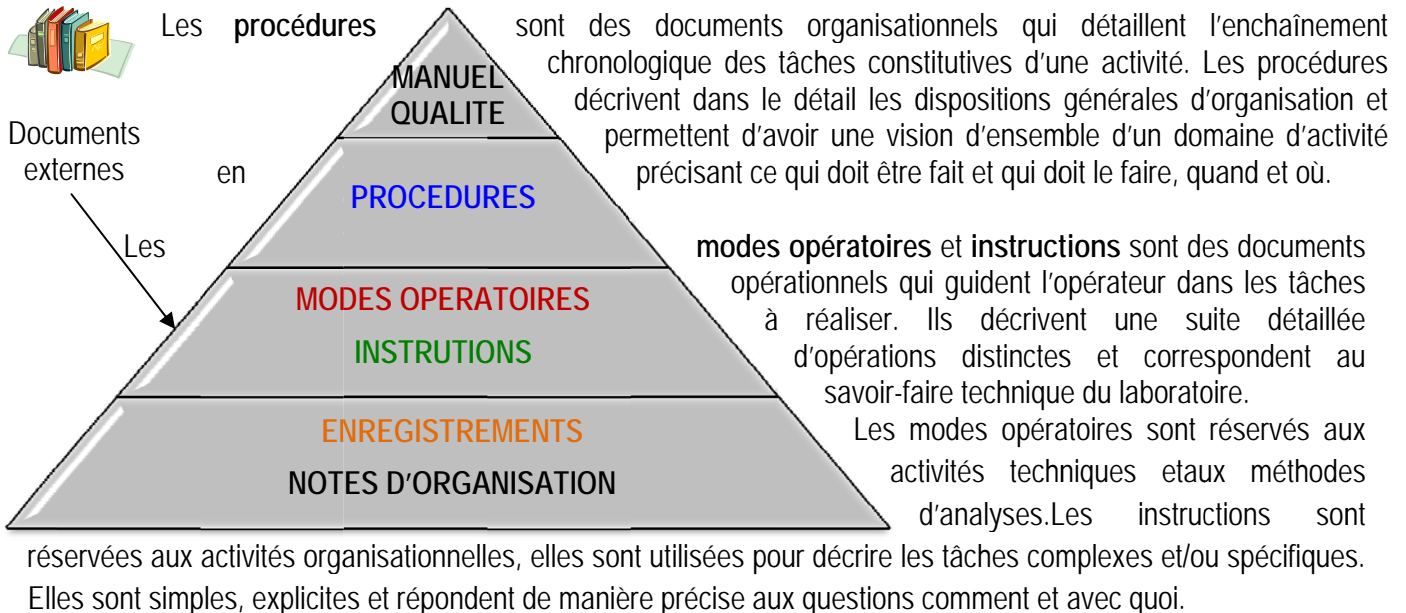 Les procédures sont des documents organisationnels qui détaillent l'enchaînement
chronologique des tâches constitutives d'une activité. Les procédures
décrivent dans le détail les dispositions générales d'organisation et
permettent d'avoir une vision d'ensemble d'un domaine d'activité
en précisant ce qui doit être fait et qui doit le faire, quand et où.
Les modes opératoires et instructions sont des documents
opérationnels qui guident l'opérateur dans les tâches
à réaliser. Ils décrivent une suite détaillée
d'opérations distinctes et correspondent au
savoir-faire technique du laboratoire.
Les modes opératoires sont réservés aux
activités techniques etaux méthodes
d'analyses.Les instructions sont
réservées aux activités organisationnelles, elles sont utilisées pour décrire les tâches complexes et/ou spécifiques.
Elles sont simples, explicites et répondent de manière précise aux questions comment et avec quoi.
Documents
externes
MANUEL
QUALITE
PROCEDURES
MODES OPERATOIRES
INSTRUTIONS
ENREGISTREMENTS
NOTES D'ORGANISATION